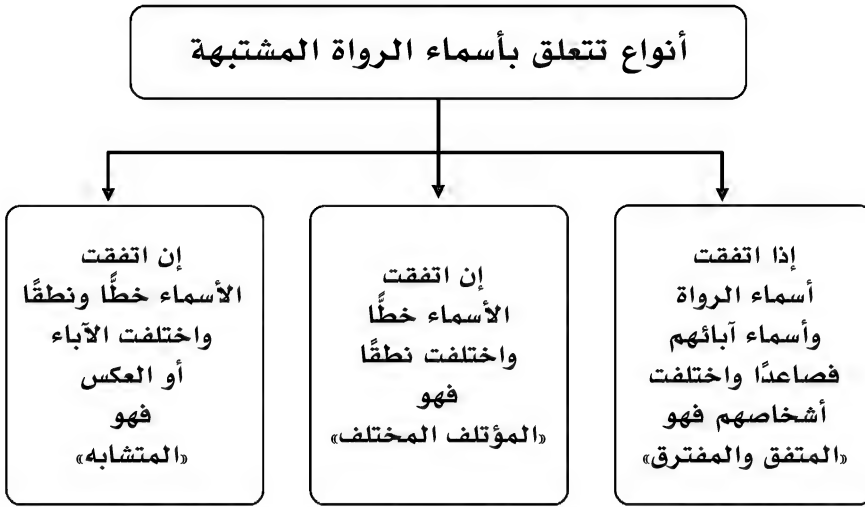 أنواع تتعلق بأسماء الرواة المشتبهة
إذا اتفقت
أسماء الرواة
وأسماء آبائهم
فصاعدًا واختلفت
أشخاصهم فهو
«المتفق والمفترق»
إن اتفقت
الأسماء خطًّا
واختلفت نطقًا
فهو
«المؤتلف المختلف»
إن اتفقت
الأسماء خطًّا ونطقًا
واختلفت الآباء
أو العكس
فهو
«المتشابه»